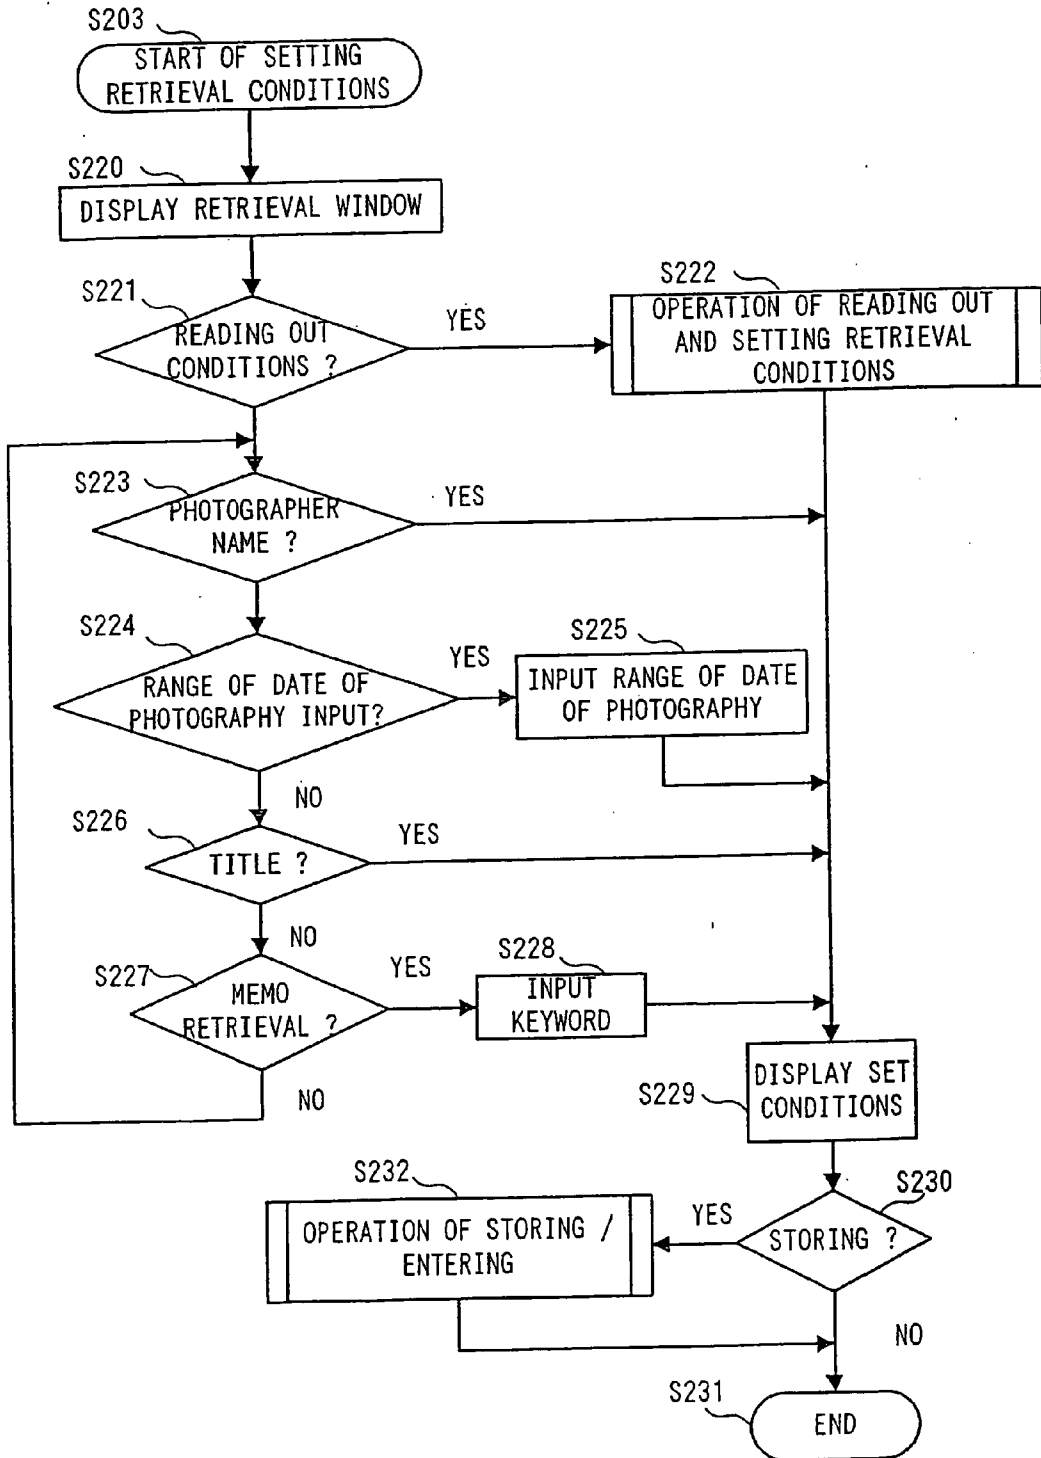 S203
START OF SETTING
RETRIEVAL CONDITIONS
S220
DISPLAY RETRIEVAL WINDOW
S221
READING OUT
CONDITIONS ?
YES
S222
OPERATION OF READING OUT
AND SETTING RETRIEVAL
CONDITIONS
S223
PHOTOGRAPHER
NAME ?
YES
S224
RANGE OF DATE OF
PHOTOGRAPHY INPUT?
YES
S225
INPUT RANGE OF DATE
OF PHOTOGRAPHY
NO
S226
TITLE ?
YES
NO
S227
MEMO
RETRIEVAL ?
YES
S228
INPUT
KEYWORD
NO
S229
DISPLAY SET
CONDITIONS
S230
STORING ?
YES
S232
OPERATION OF STORING /
ENTERING
NO
S231
END